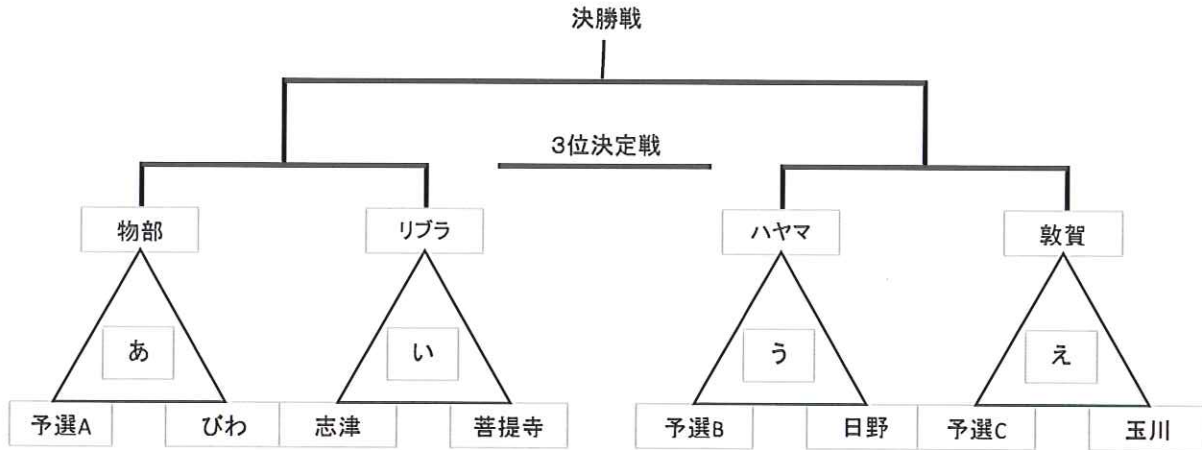 決勝戦
3位決定戦
物部 リブラ ハヤマ 敦賀
あ い う え
予選A びわ 志津 菩提寺 予選B 日野 予選C 玉川